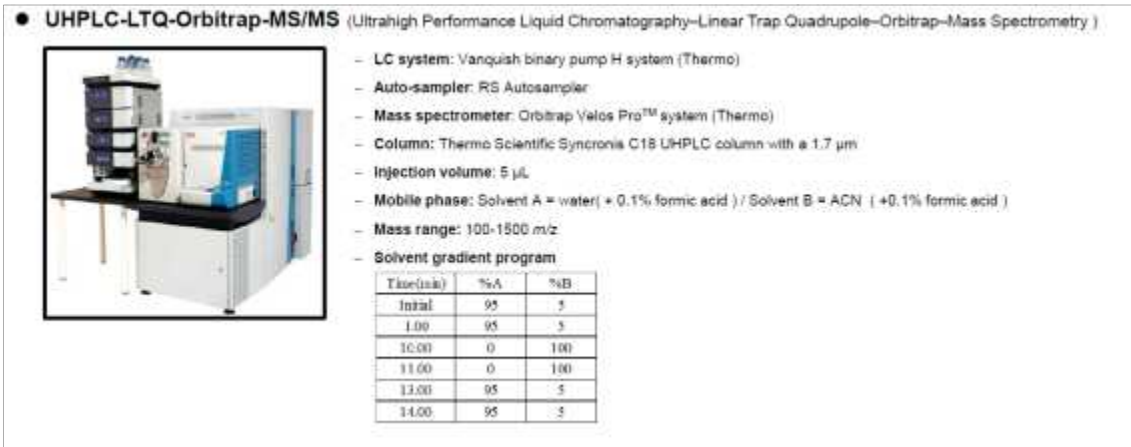 ● UHPLC-LTQ-Orbitrap-MS/MS (Ultrahigh Performance Liquid Chromatography–Linear Trap Quadrupole–Orbitrap–Mass Spectrometry )
– LC system: Vanquish binary pump H system (Thermo)
– Auto-sampler: RS Autosampler
– Mass spectrometer: Orbitrap Velos Pro™ system (Thermo)
– Column: Thermo Scientific Syncronis C18 UHPLC column with a 1.7 μm
– Injection volume: 5 μL
– Mobile phase: Solvent A = water( + 0.1% formic acid ) / Solvent B = ACN ( +0.1% formic acid )
– Mass range: 100-1500 m/z
– Solvent gradient program
Time(min) %A %B
Initial 95 5
1.00 95 5
10.00 0 100
11.00 0 100
13.00 95 5
14.00 95 5